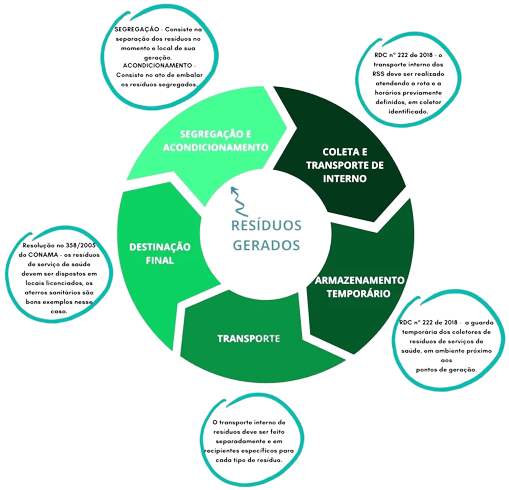 SEGREGAÇÃO - Consiste na
separação dos resíduos no
momento e local de sua
geração.
ACONDICIONAMENTO -
Consiste no ato de embalar
os resíduos segregados.
RDC nº 222 de 2018 - o
transporte interno dos
RSS deve ser realizado
atendendo a rota e a
horários previamente
definidos, em coletor
identificado.
SEGREGAÇÃO E
ACONDICIONAMENTO
COLETA E
TRANSPORTE DE
INTERNO
RESÍDUOS
GERADOS
DESTINAÇÃO
FINAL
ARMAZENAMENTO
TEMPORÁRIO
TRANSPORTE
Resolução no 358/2005
do CONAMA - os resíduos
de serviço de saúde
devem ser dispostos em
locais licenciados, os
aterros sanitários são
bons exemplos nesse
caso.
RDC nº 222 de 2018 - a guarda
temporária dos coletores de
resíduos de serviços de
saúde, em ambiente próximo
aos
pontos de geração.
O transporte interno de
resíduos deve ser feito
separadamente e em
recipientes específicos para
cada tipo de resíduo.